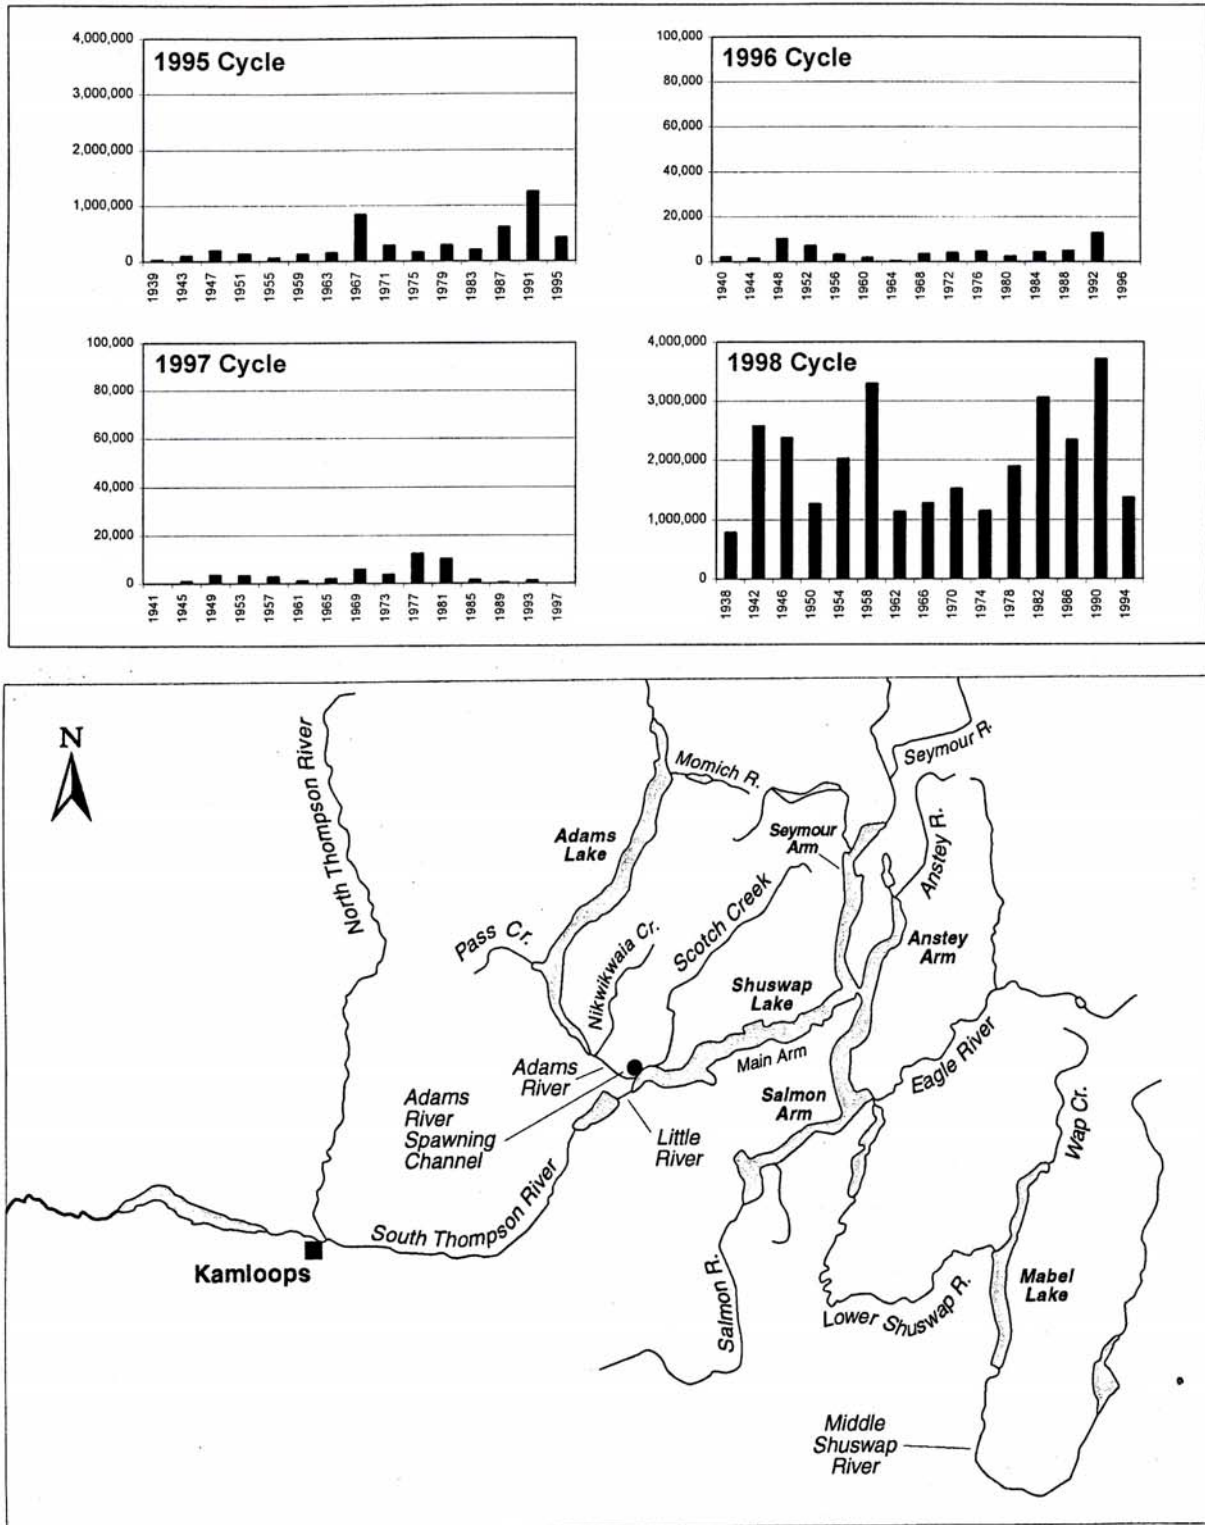 1995 Cycle
4,000,000
3,000,000
2,000,000
1,000,000
0
1939 1943 1947 1951 1955 1959 1963 1967 1971 1975 1979 1983 1987 1991 1995
1996 Cycle
100,000
80,000
60,000
40,000
20,000
0
1940 1944 1948 1952 1956 1960 1964 1968 1972 1976 1980 1984 1988 1992 1996
1997 Cycle
100,000
80,000
60,000
40,000
20,000
0
1941 1945 1949 1953 1957 1961 1965 1969 1973 1977 1981 1985 1989 1993 1997
1998 Cycle
4,000,000
3,000,000
2,000,000
1,000,000
0
1938 1942 1946 1950 1954 1958 1962 1966 1970 1974 1978 1982 1986 1990 1994
N
North Thompson River
Momich R.
Seymour R.
Adams
Lake
Seymour
Arm
Anstey R.
Pass Cr.
Nikwikwaia Cr.
Scotch Creek
Anstey
Arm
Shuswap
Lake
Main Arm
Eagle River
Adams
River
Adams
River
Spawning
Channel
Little
River
Salmon
Arm
Wap Cr.
South Thompson River
Kamloops
Salmon R.
Lower Shuswap R.
Mabel
Lake
Middle
Shuswap
River